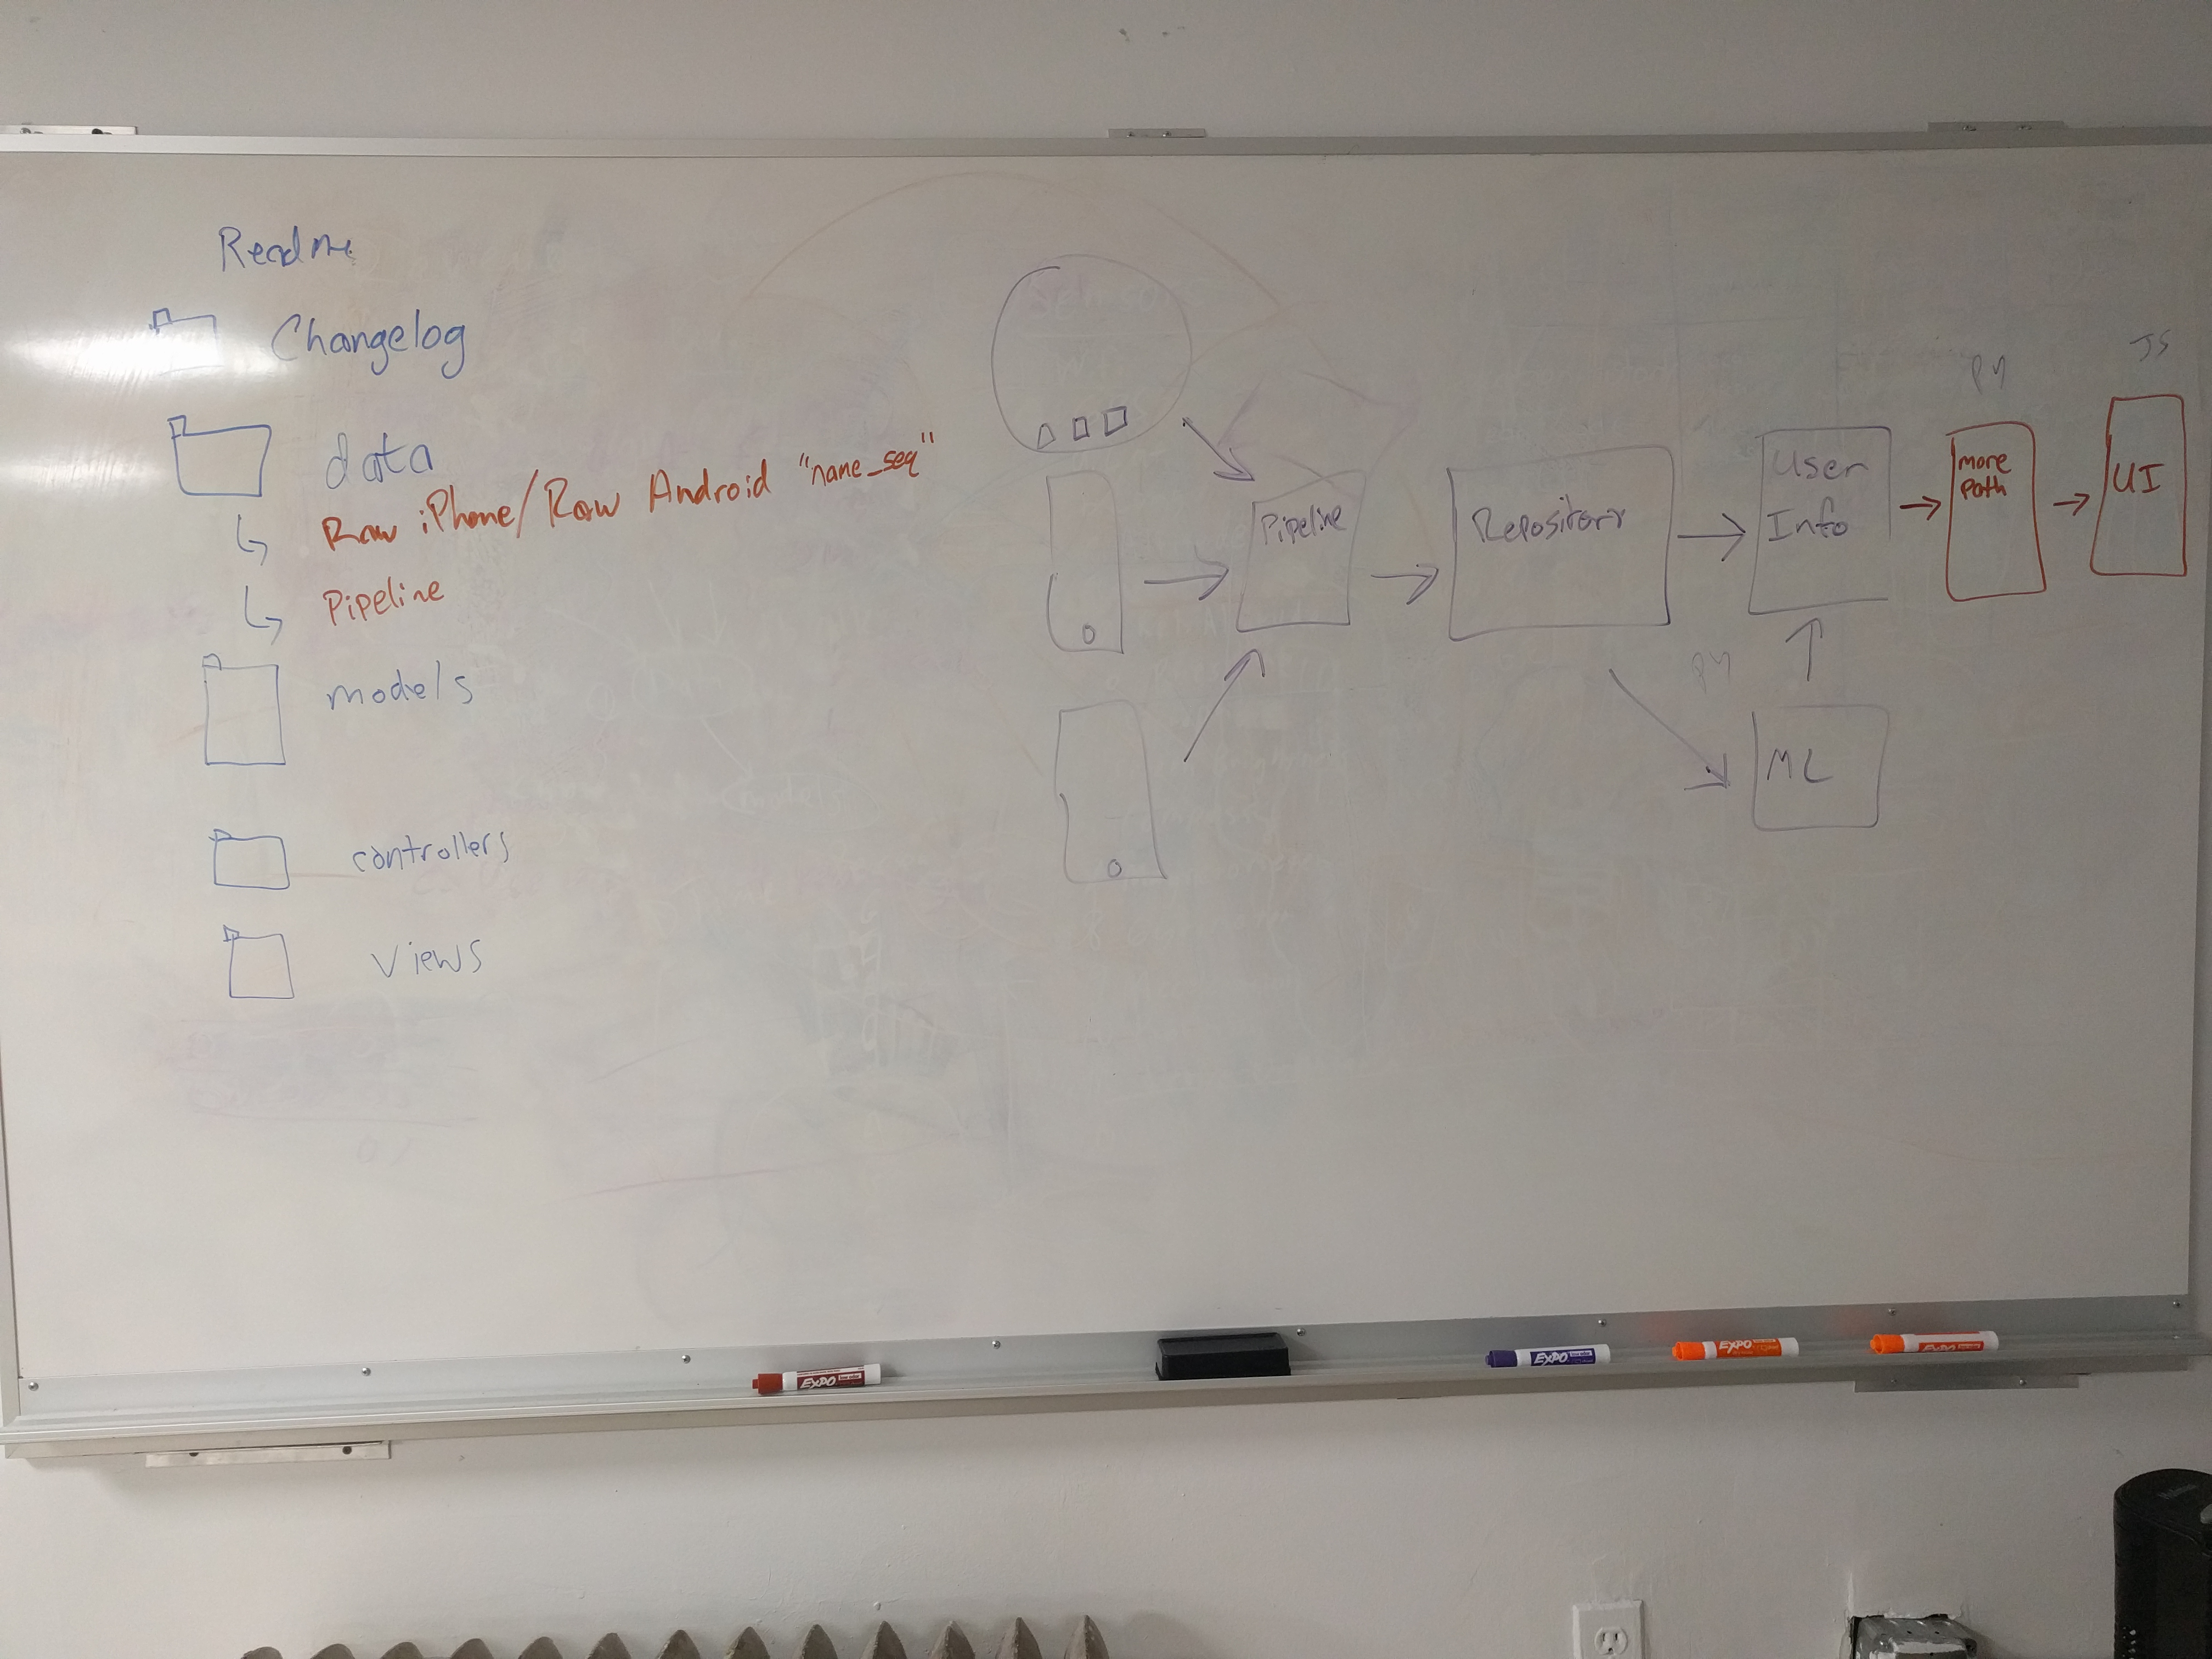 Readme
Changelog
data
Raw iPhone/Raw Android "name_seq"
Pipeline
models
controllers
views
Pipeline
Repository
User
Info
PY
ML
PY
more
path
JS
UI
EXPO
EXPO
EXPO
EXPO